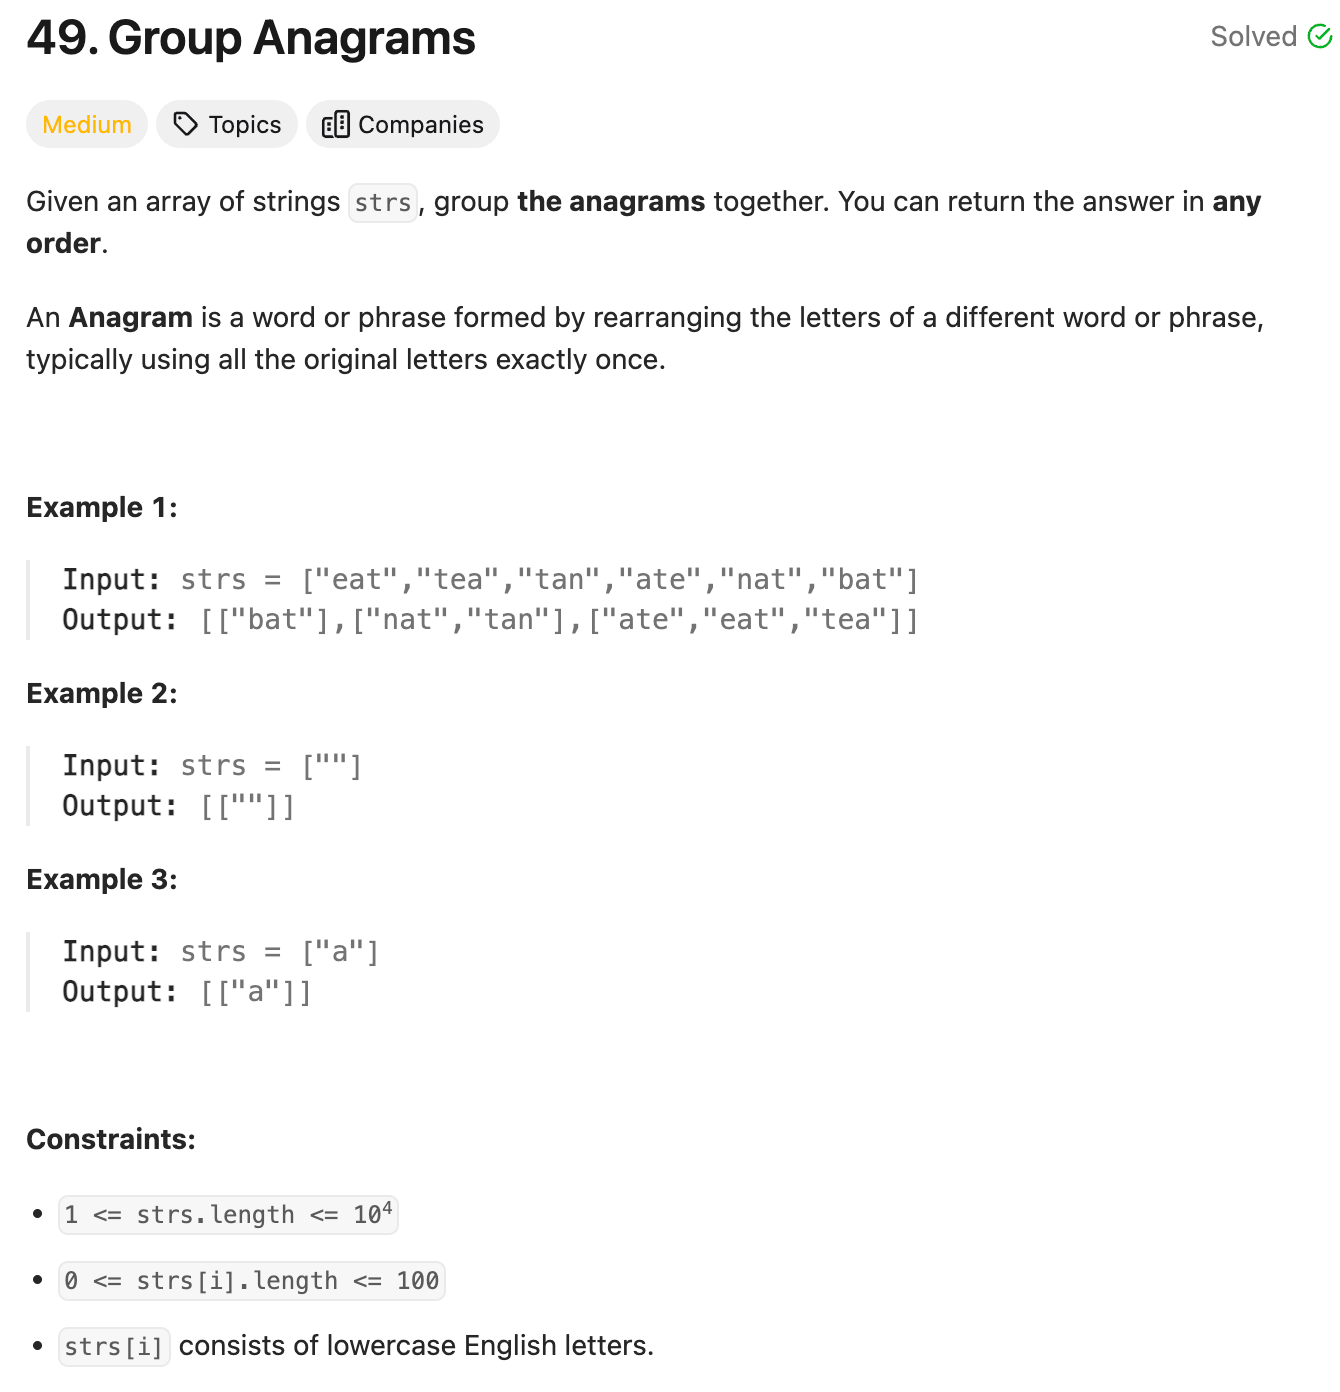 49. Group Anagrams
Solved
Medium
Topics
Companies
Given an array of strings strs, group the anagrams together. You can return the answer in any
order.
An Anagram is a word or phrase formed by rearranging the letters of a different word or phrase,
typically using all the original letters exactly once.
Example 1:
Input: strs = ["eat","tea","tan","ate","nat","bat"]
Output: [["bat"],["nat","tan"],["ate","eat","tea"]]
Example 2:
Input: strs = [""]
Output: [[""]]
Example 3:
Input: strs = ["a"]
Output: [["a"]]
Constraints:
• 1 <= strs.length <= 10⁴
• 0 <= strs[i].length <= 100
• strs[i] consists of lowercase English letters.